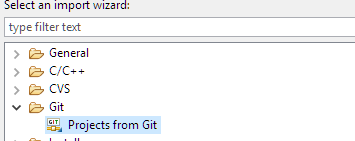 Select an import wizard:
type filter text
General
C/C++
CVS
Git
Projects from Git